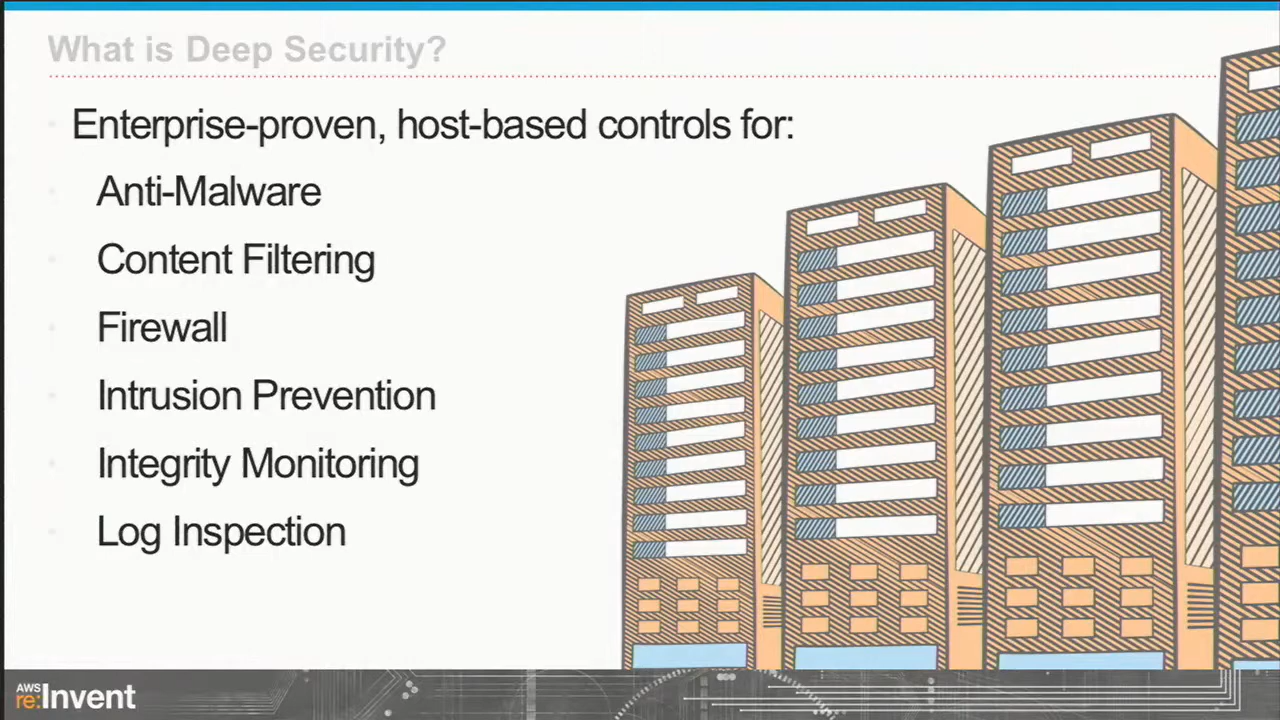 What is Deep Security?
Enterprise-proven, host-based controls for:
Anti-Malware
Content Filtering
Firewall
Intrusion Prevention
Integrity Monitoring
Log Inspection
AWS
re:Invent